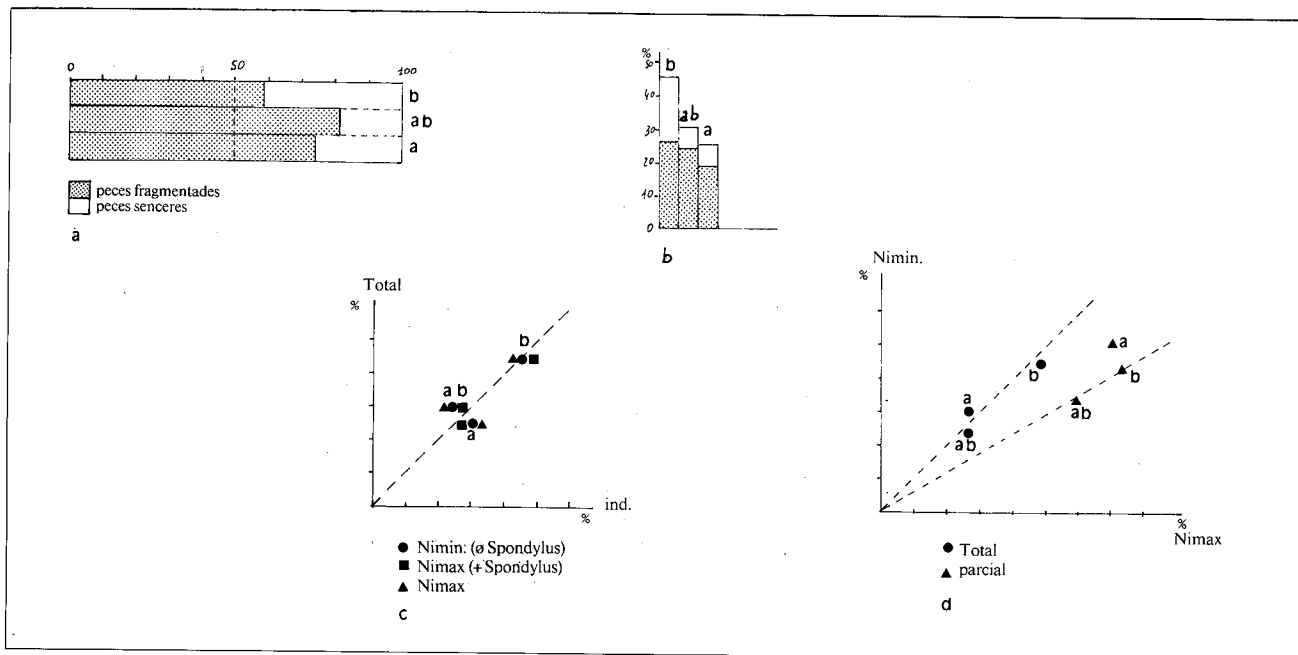 0 50 100
b
ab
a
peces fragmentades
peces senceres
a
%
50
40
30
20
10
0
b
ab
a
b
Total
%
b
a b
a
ind.
%
● Nimin: (ø Spondylus)
■ Nimax (+ Spondylus)
▲ Nimax
c
Nimin.
%
a
b
b
a
ab
ab
%
Nimax
● Total
▲ parcial
d